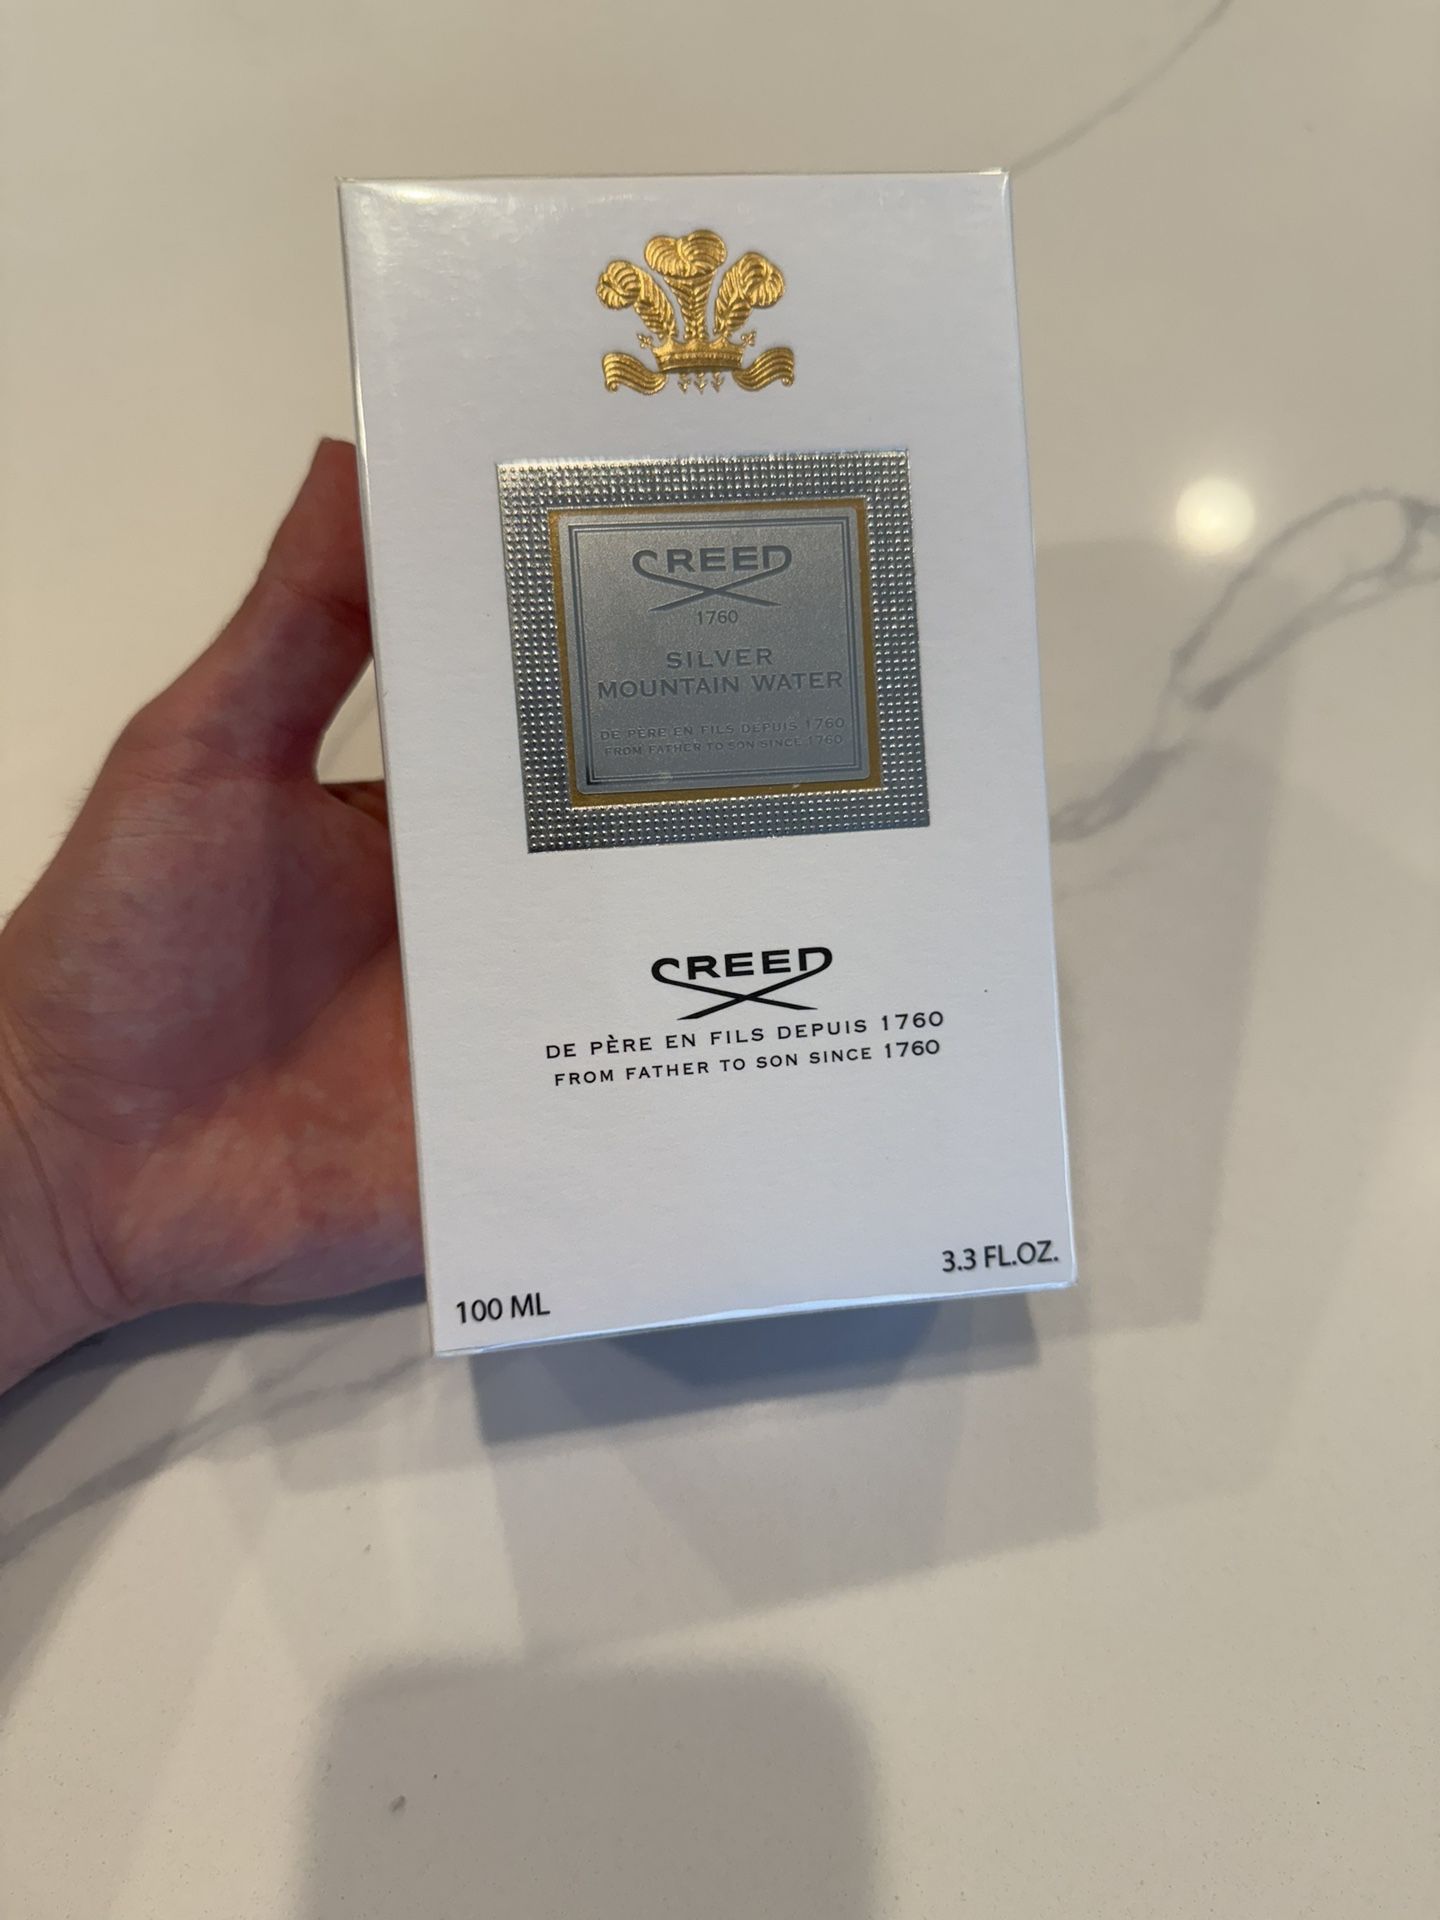 CREED
1760
SILVER
MOUNTAIN WATER
DE PÈRE EN FILS DEPUIS 1760
FROM FATHER TO SON SINCE 1760
CREED
DE PÈRE EN FILS DEPUIS 1760
FROM FATHER TO SON SINCE 1760
100 ML
3.3 FL.OZ.